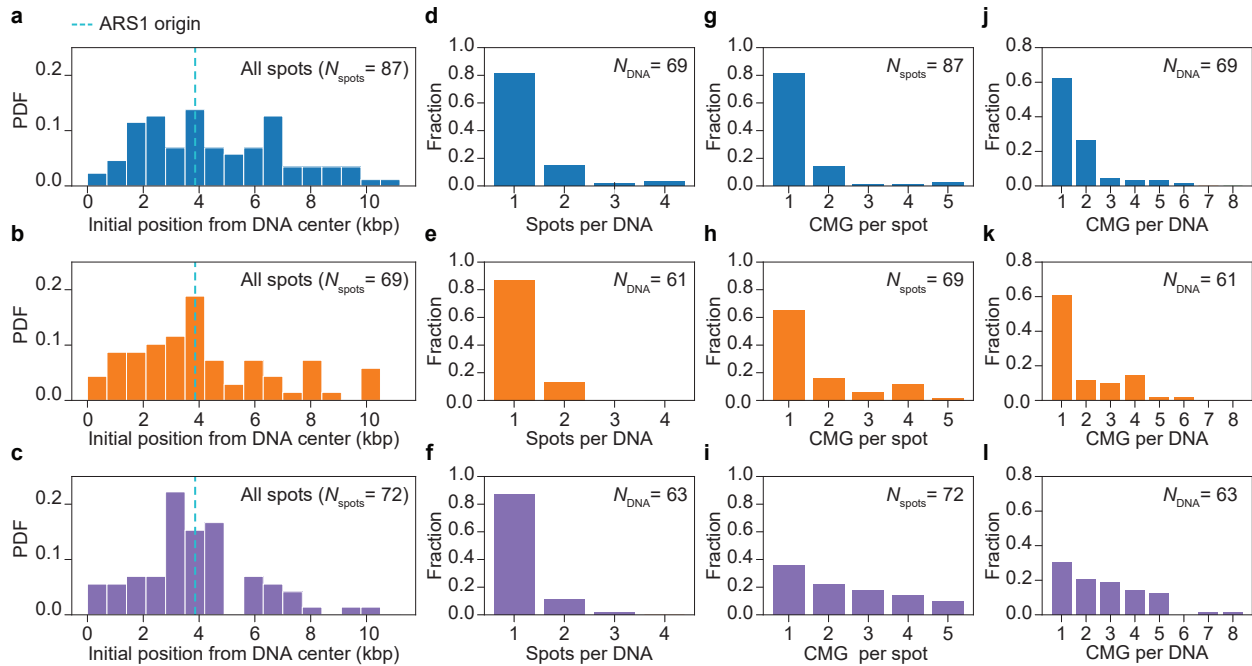 a
ARS1 origin
All spots (Nspots= 87)
PDF
0.2
0.1
0.0
0 2 4 6 8 10
Initial position from DNA center (kbp)
d
NDNA= 69
Fraction
1.0
0.8
0.6
0.4
0.2
0.0
1 2 3 4
Spots per DNA
g
Nspots= 87
Fraction
1.0
0.8
0.6
0.4
0.2
0.0
1 2 3 4 5
CMG per spot
j
NDNA= 69
Fraction
0.8
0.6
0.4
0.2
0.0
1 2 3 4 5 6 7 8
CMG per DNA
b
All spots (Nspots= 69)
PDF
0.2
0.1
0.0
0 2 4 6 8 10
Initial position from DNA center (kbp)
e
NDNA= 61
Fraction
1.0
0.8
0.6
0.4
0.2
0.0
1 2 3 4
Spots per DNA
h
Nspots= 69
Fraction
1.0
0.8
0.6
0.4
0.2
0.0
1 2 3 4 5
CMG per spot
k
NDNA= 61
Fraction
0.8
0.6
0.4
0.2
0.0
1 2 3 4 5 6 7 8
CMG per DNA
c
All spots (Nspots= 72)
PDF
0.2
0.1
0.0
0 2 4 6 8 10
Initial position from DNA center (kbp)
f
NDNA= 63
Fraction
1.0
0.8
0.6
0.4
0.2
0.0
1 2 3 4
Spots per DNA
i
Nspots= 72
Fraction
1.0
0.8
0.6
0.4
0.2
0.0
1 2 3 4 5
CMG per spot
l
NDNA= 63
Fraction
0.8
0.6
0.4
0.2
0.0
1 2 3 4 5 6 7 8
CMG per DNA